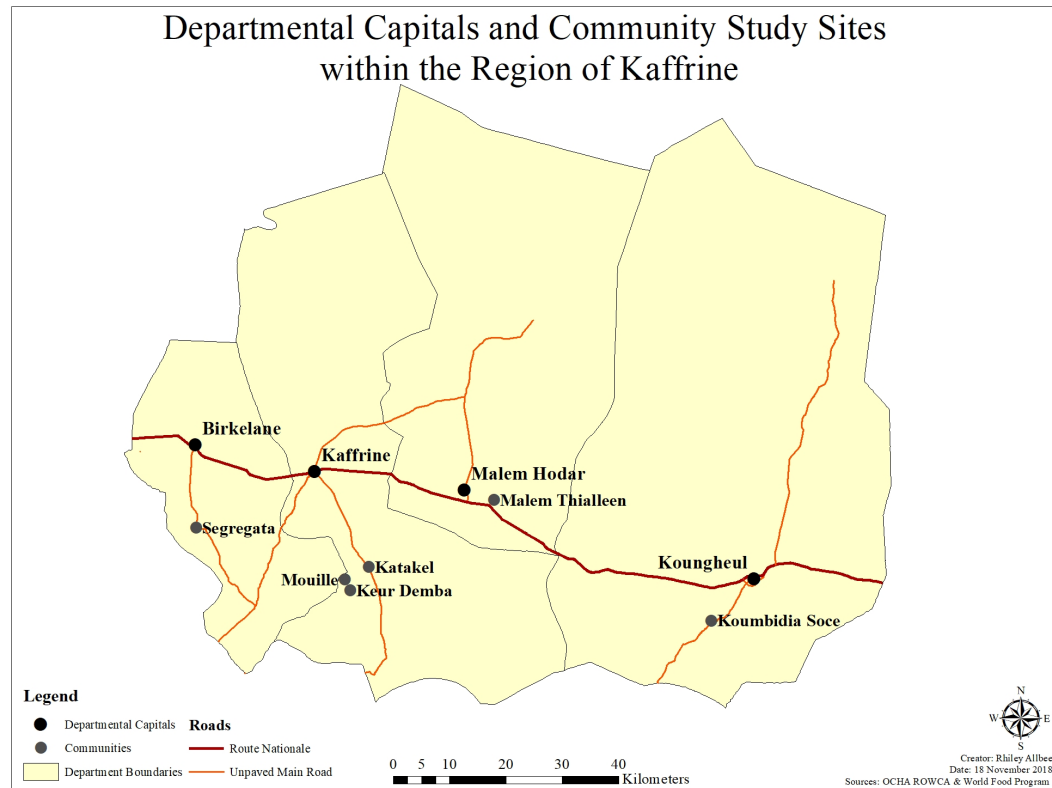 Departmental Capitals and Community Study Sites
within the Region of Kaffrine
Birkelane
Kaffrine
Malem Hodar
Malem Thialleen
Segregata
Koungheul
Katakel
Mouille
Keur Demba
Koumbidia Soce
Legend
Departmental Capitals
Communities
Department Boundaries
Roads
Route Nationale
Unpaved Main Road
0 5 10 20 30 40
Kilometers
N
W E
S
Creator: Rhiley Allbee
Date: 18 November 2018
Sources: OCHA ROWCA & World Food Program